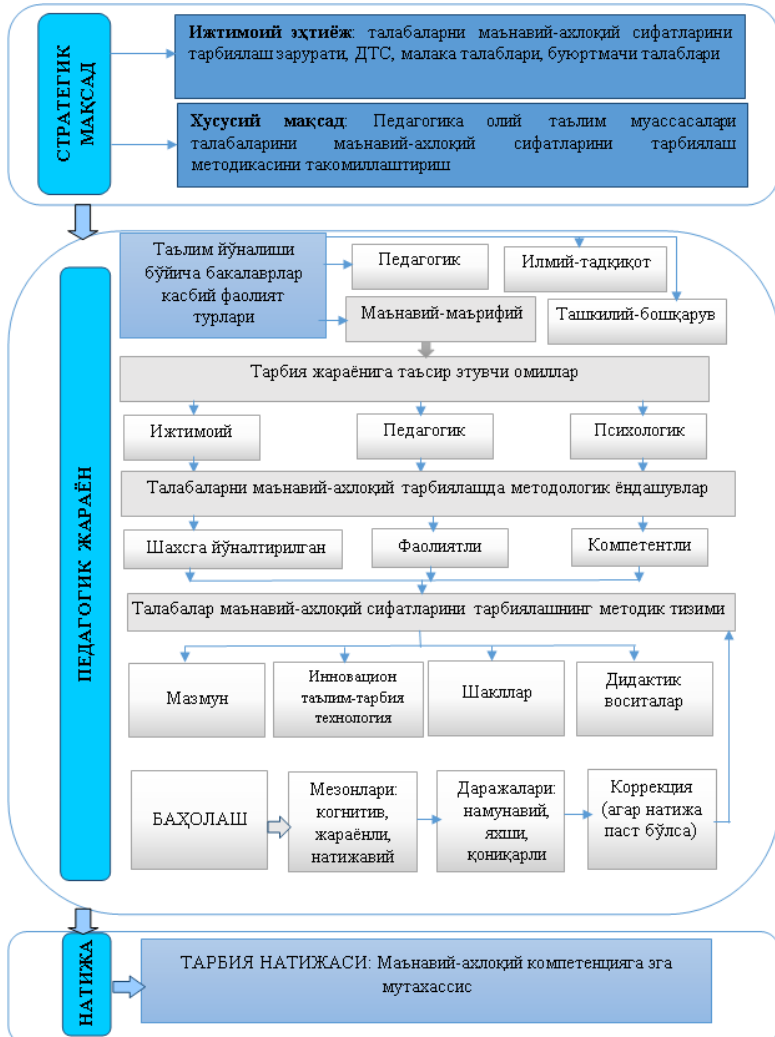 СТРАТЕГИК
МАҚСАД
Ижтимоий эҳтиёж: талабаларни маънавий-ахлоқий сифатларини
тарбиялаш зарурати, ДТС, малака талаблари, буюртмачи талаблари
Хусусий мақсад: Педагогика олий таълим муассасалари
талабаларини маънавий-ахлоқий сифатларини тарбиялаш
методикасини такомиллаштириш
ПЕДАГОГИК ЖАРАЁН
Таълим йўналиши
бўйича бакалаврлар
касбий фаолият
турлари
Педагогик
Илмий-тадқиқот
Маънавий-маърифий
Ташкилий-бошқарув
Тарбия жараёнига таъсир этувчи омиллар
Ижтимоий
Педагогик
Психологик
Талабаларни маънавий-ахлоқий тарбиялашда методологик ёндашувлар
Шахсга йўналтирилган
Фаолиятли
Компетентли
Талабалар маънавий-ахлоқий сифатларини тарбиялашнинг методик тизими
Мазмун
Инновацион
таълим-тарбия
технология
Шакллар
Дидактик
воситалар
БАҲОЛАШ
Мезонлари:
когнитив,
жараёнли,
натижавий
Даражалари:
намунавий,
яхши,
қониқарли
Коррекция
(агар натижа
паст бўлса)
НАТИЖА
ТАРБИЯ НАТИЖАСИ: Маънавий-ахлоқий компетенцияга эга
мутахассис